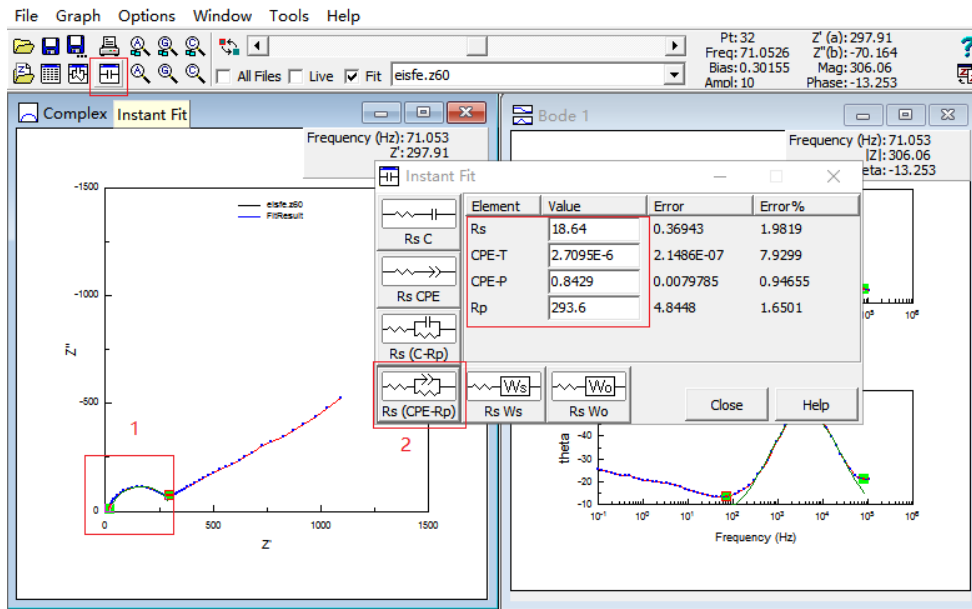 File Graph Options Window Tools Help
Pt: 32 Z' (a): 297.91
Freq: 71.0526 Z''(b): -70.164
Bias: 0.30155 Mag: 306.06
Ampl: 10 Phase: -13.253
All Files Live Fit eisfe.z60
Complex Instant Fit
Frequency (Hz): 71.053
Z': 297.91
-1500
-1000
-500
0
Z''
eisfe.z60
FitResult
1
0 500 1000 1500
Z'
Bode 1
Frequency (Hz): 71.053
|Z|: 306.06
eta: -13.253
10⁵ 10⁶
Instant Fit
Rs C
Rs CPE
Rs (C-Rp)
Rs (CPE-Rp)
Rs Ws
Rs Wo
2
Element Value Error Error%
Rs 18.64 0.36943 1.9819
CPE-T 2.7095E-6 2.1486E-07 7.9299
CPE-P 0.8429 0.0079785 0.94655
Rp 293.6 4.8448 1.6501
Close Help
theta
-40
-30
-20
-10
10⁻¹ 10⁰ 10¹ 10² 10³ 10⁴ 10⁵ 10⁶
Frequency (Hz)